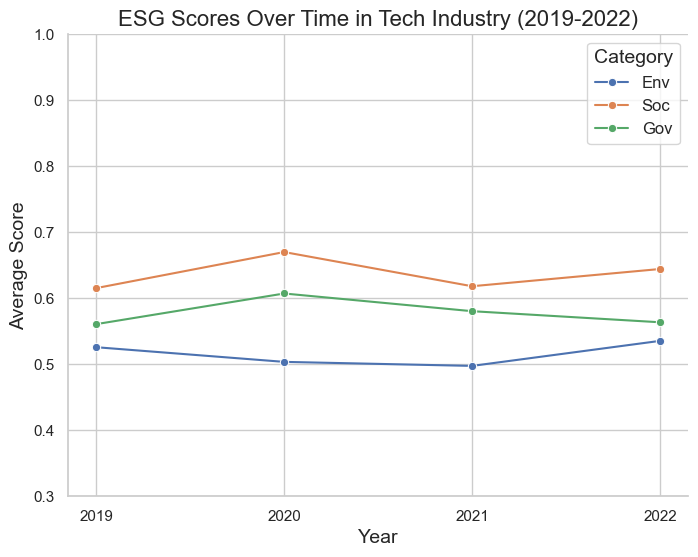 ESG Scores Over Time in Tech Industry (2019-2022)
Category
Env
Soc
Gov
Average Score
1.0
0.9
0.8
0.7
0.6
0.5
0.4
0.3
2019
2020
2021
2022
Year